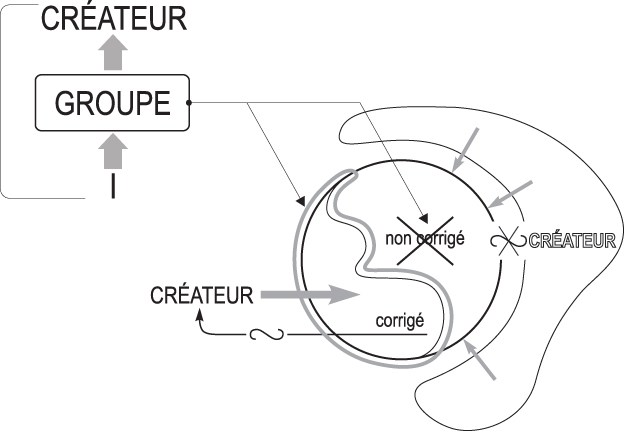 CRÉATEUR
GROUPE
I
non corrigé
CRÉATEUR
CRÉATEUR
corrigé